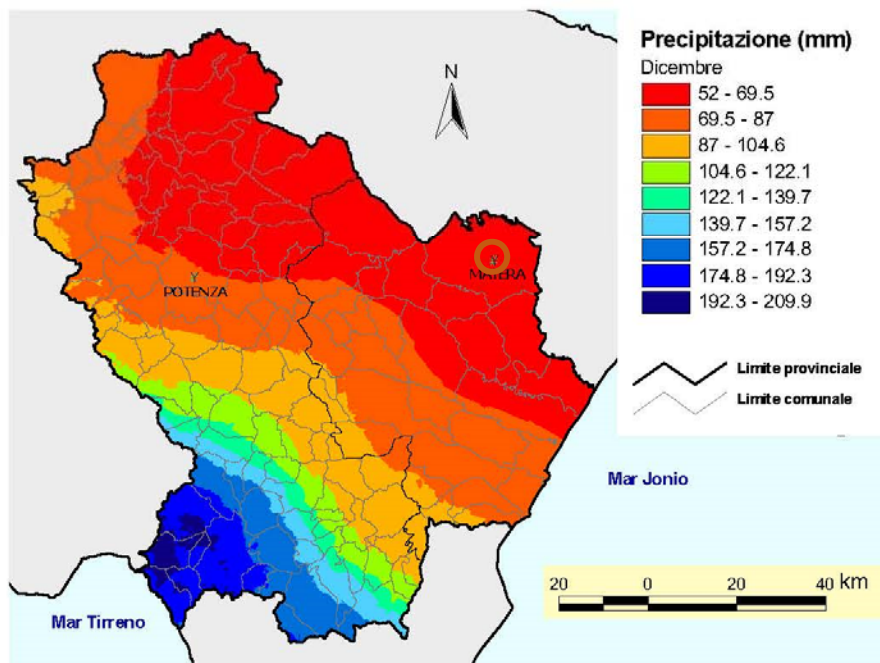 Precipitazione (mm)
Dicembre
52 - 69.5
69.5 - 87
87 - 104.6
104.6 - 122.1
122.1 - 139.7
139.7 - 157.2
157.2 - 174.8
174.8 - 192.3
192.3 - 209.9
Limite provinciale
Limite comunale
N
MATERA
POTENZA
Mar Jonio
Mar Tirreno
20 0 20 40 km